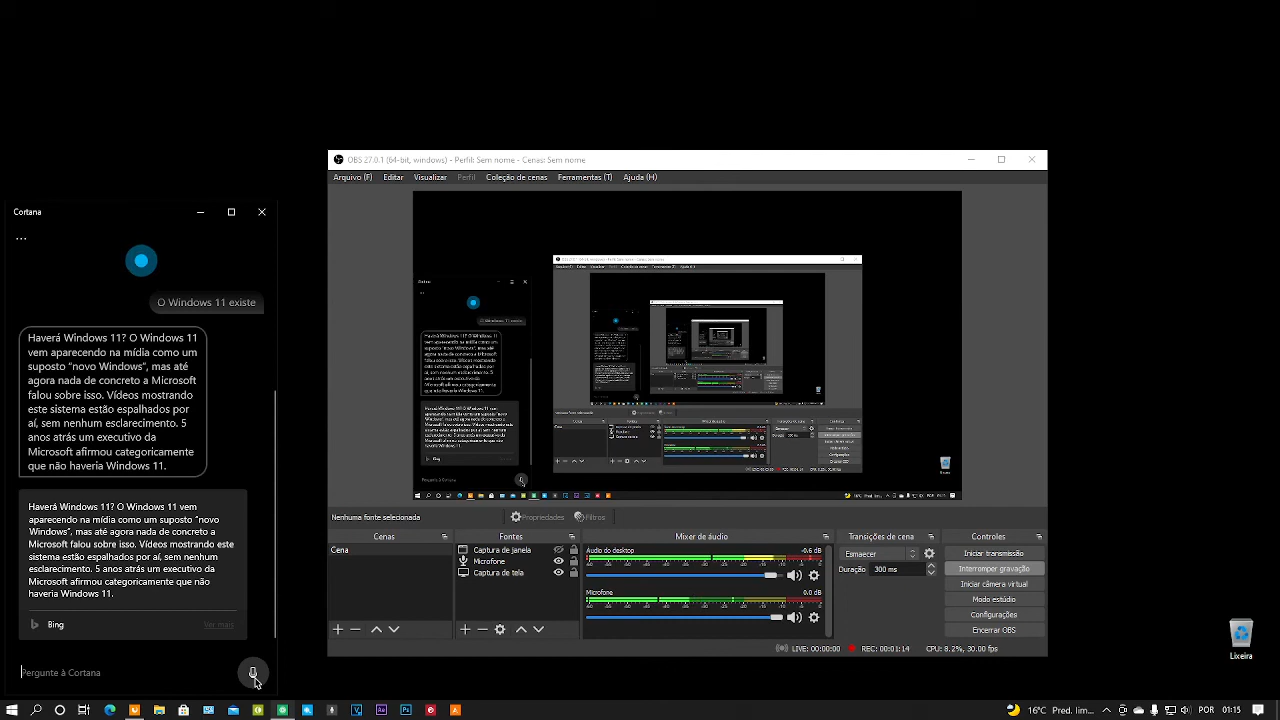 OBS 27.0.1 (64-bit, windows) - Perfil: Sem nome - Cenas: Sem nome
Arquivo (F) Editar Visualizar Perfil Coleção de cenas Ferramentas (T) Ajuda (H)
Cortana
...
O Windows 11 existe
Haverá Windows 11? O Windows 11
vem aparecendo na mídia como um
suposto "novo Windows", mas até
agora nada de concreto a Microsoft
falou sobre isso. Vídeos mostrando
este sistema estão espalhados por
aí, sem nenhum esclarecimento. 5
anos atrás um executivo da
Microsoft afirmou categoricamente
que não haveria Windows 11.
Haverá Windows 11? O Windows 11 vem
aparecendo na mídia como um suposto "novo
Windows", mas até agora nada de concreto a
Microsoft falou sobre isso. Vídeos mostrando este
sistema estão espalhados por aí, sem nenhum
esclarecimento. 5 anos atrás um executivo da
Microsoft afirmou categoricamente que não
haveria Windows 11.
Bing Ver mais
Pergunte à Cortana
Nenhuma fonte selecionada Propriedades Filtros
Cenas Fontes Mixer de áudio Transições de cena Controles
Cena
Captura de janela
Microfone
Captura de tela
Audio do desktop -0.6 dB
Microfone 0.0 dB
Esmaecer
Duração 300 ms
Iniciar transmissão
Interromper gravação
Iniciar câmera virtual
Modo estúdio
Configurações
Encerrar OBS
LIVE: 00:00:00 REC: 00:01:14 CPU: 8.2%, 30.00 fps
Lixeira
16°C Pred. lim... POR 01:15